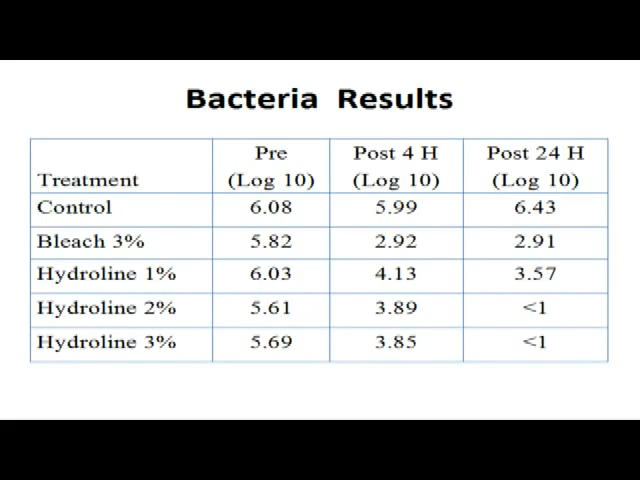 Bacteria Results
Pre Post 4 H Post 24 H
Treatment (Log 10) (Log 10) (Log 10)
Control 6.08 5.99 6.43
Bleach 3% 5.82 2.92 2.91
Hydroline 1% 6.03 4.13 3.57
Hydroline 2% 5.61 3.89 <1
Hydroline 3% 5.69 3.85 <1